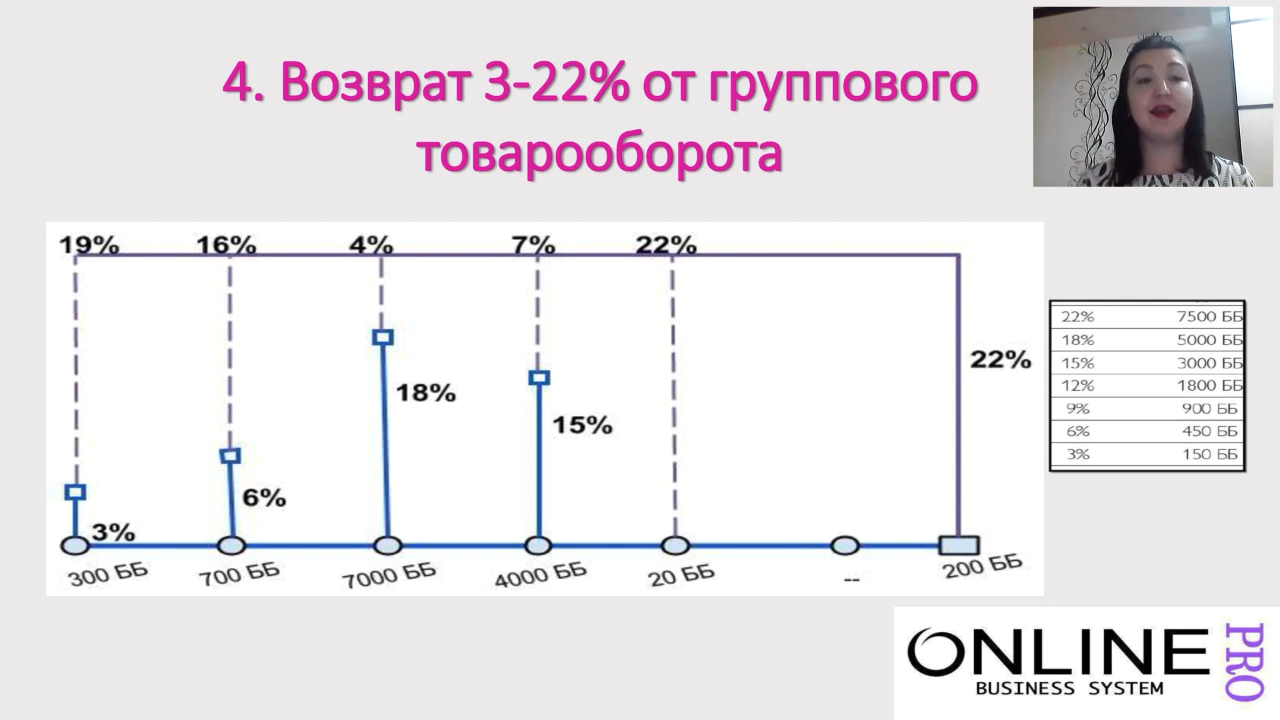 4. Возврат 3-22% от группового
товарооборота
19% 16% 4% 7% 22%
22%
18%
15%
6%
3%
300 ББ 700 ББ 7000 ББ 4000 ББ 20 ББ -- 200 ББ
22% 7500 ББ
18% 5000 ББ
15% 3000 ББ
12% 1800 ББ
9% 900 ББ
6% 450 ББ
3% 150 ББ
ONLINE PRO
BUSINESS SYSTEM